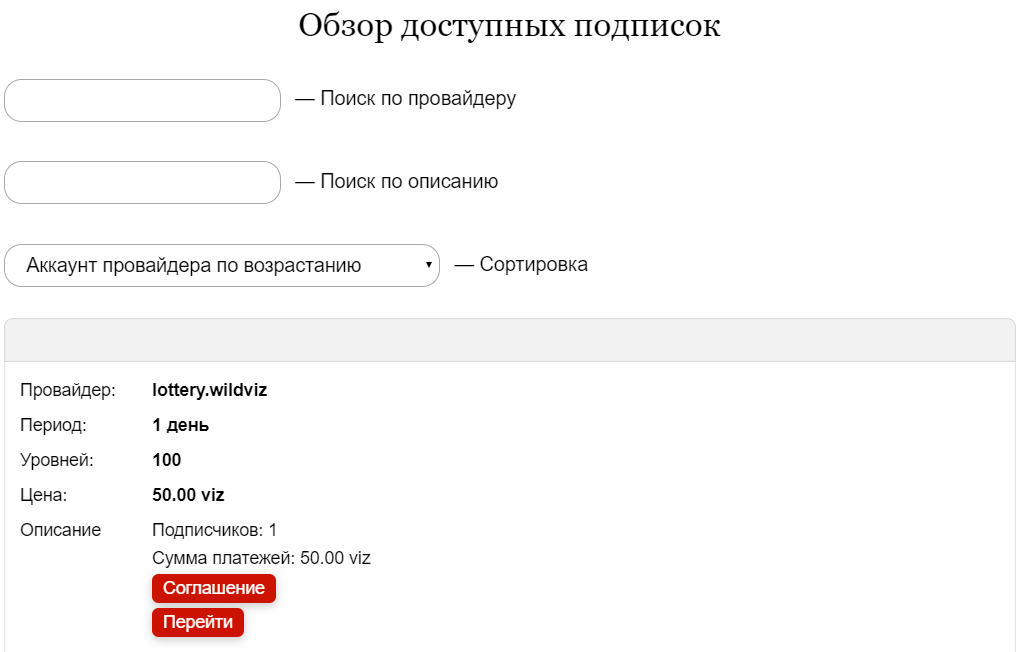 Обзор доступных подписок
— Поиск по провайдеру
— Поиск по описанию
Аккаунт провайдера по возрастанию — Сортировка
Провайдер: lottery.wildviz
Период: 1 день
Уровней: 100
Цена: 50.00 viz
Описание Подписчиков: 1
Сумма платежей: 50.00 viz
Соглашение
Перейти